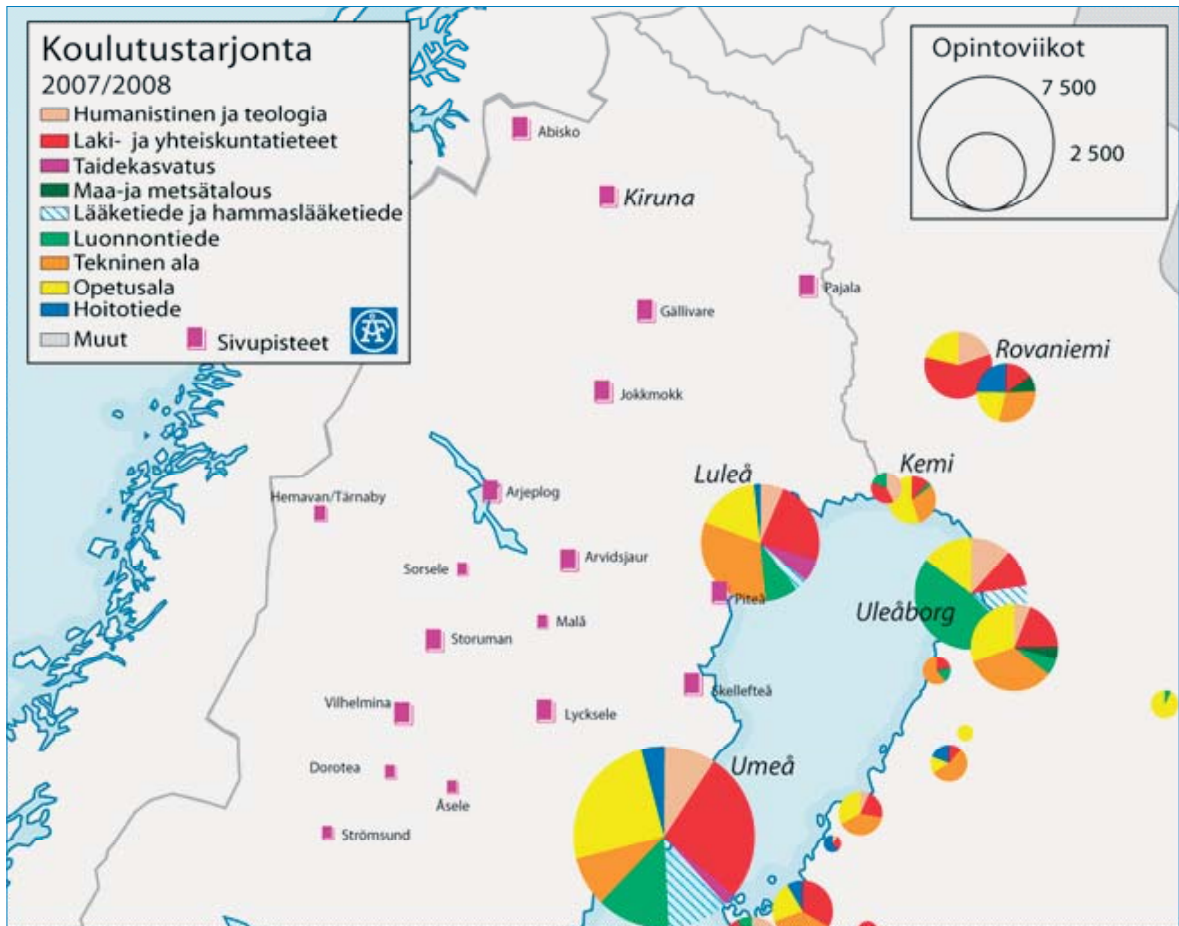 Koulutustarjonta
2007/2008
Humanistinen ja teologia
Laki- ja yhteiskuntatieteet
Taidekasvatus
Maa-ja metsätalous
Lääketiede ja hammaslääketiede
Luonnontiede
Tekninen ala
Opetusala
Hoitotiede
Muut
Sivupisteet
ÅF
Opintoviikot
7 500
2 500
Abisko
Kiruna
Pajala
Gällivare
Rovaniemi
Jokkmokk
Kemi
Luleå
Hemavan/Tärnaby
Arjeplog
Arvidsjaur
Sorsele
Piteå
Uleåborg
Malå
Storuman
Skellefteå
Vilhelmina
Lycksele
Umeå
Dorotea
Åsele
Strömsund